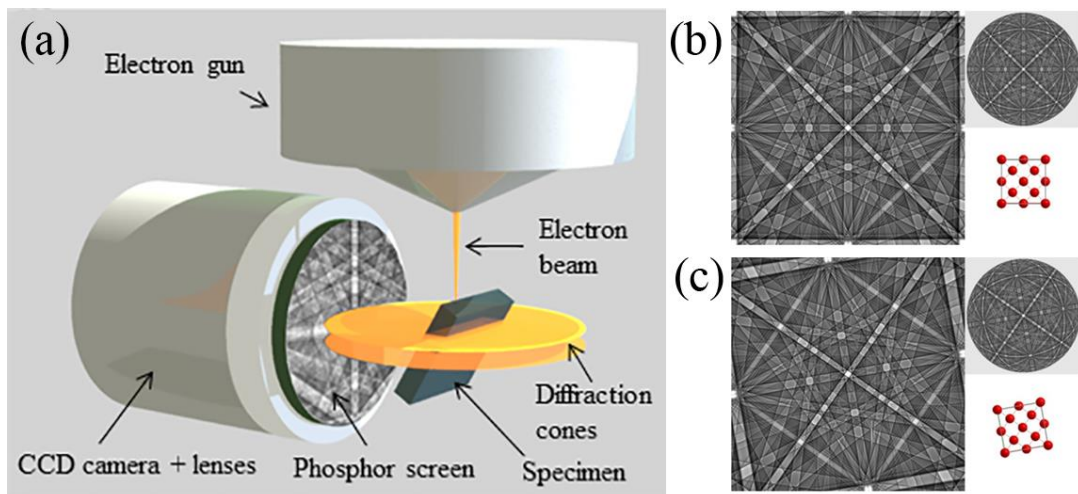 (a)
Electron gun
Electron
beam
Diffraction
cones
CCD camera + lenses
Phosphor screen
Specimen
(b)
(c)